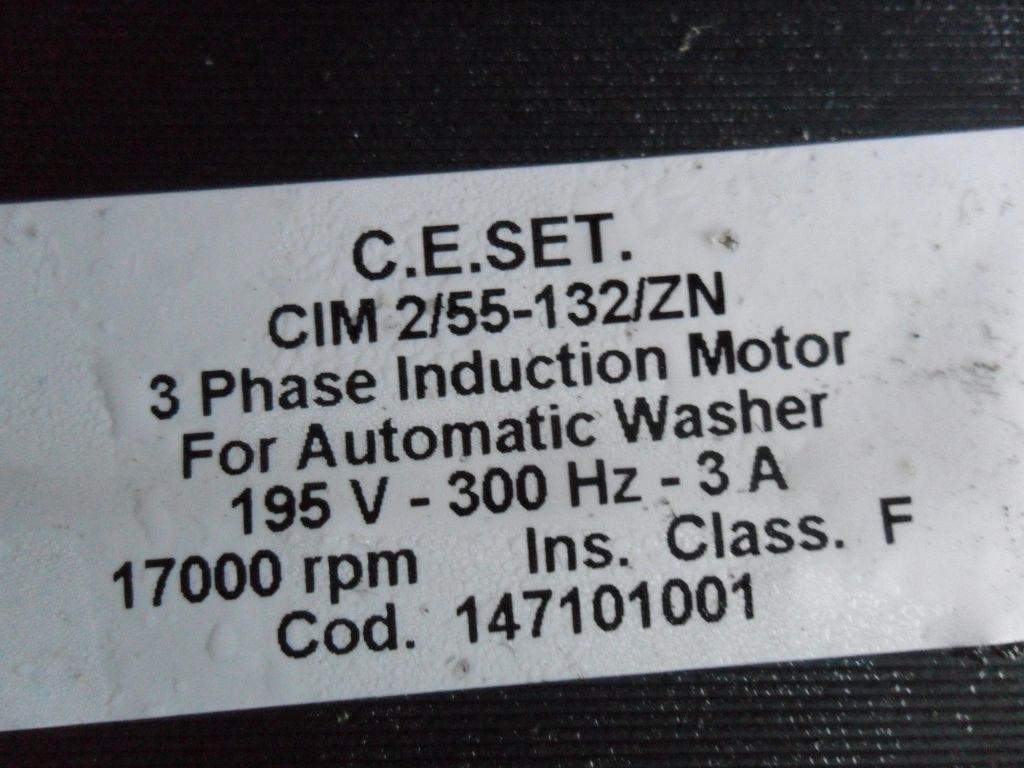 C.E.SET.
CIM 2/55-132/ZN
3 Phase Induction Motor
For Automatic Washer
195 V - 300 Hz - 3 A
17000 rpm Ins. Class. F
Cod. 147101001